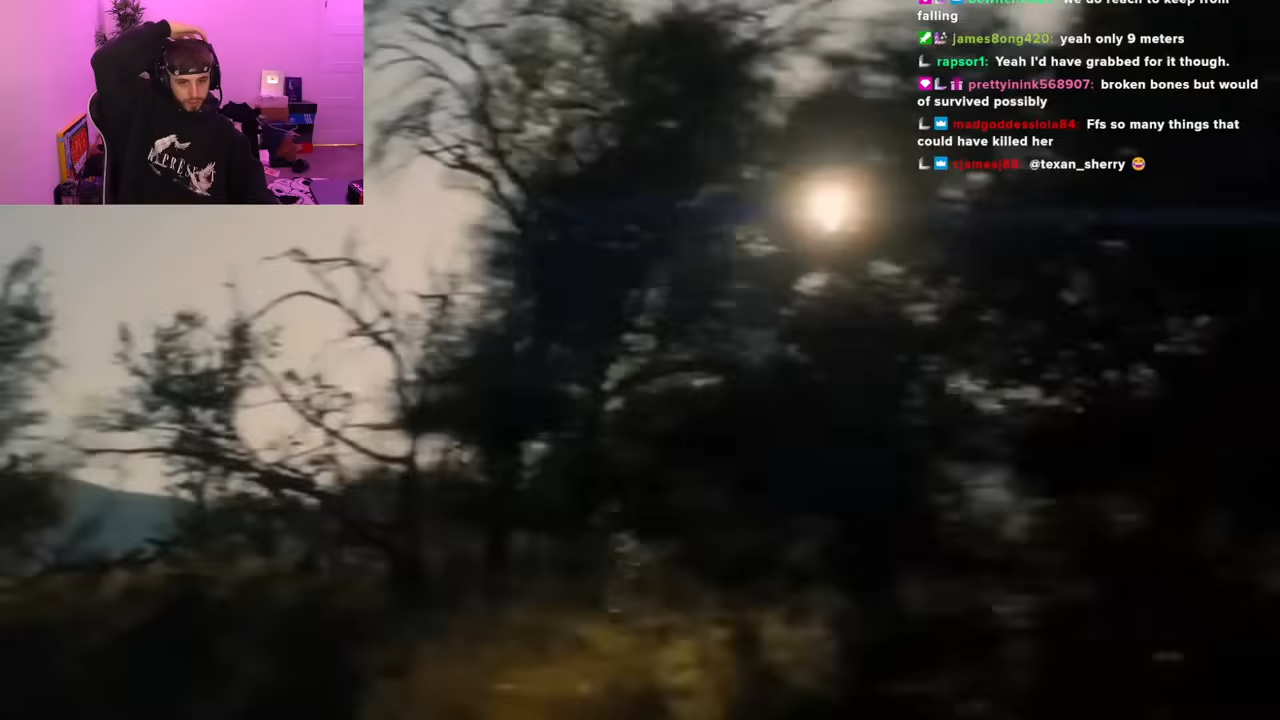 we do reach to keep from
falling
james8ong420: yeah only 9 meters
rapsor1: Yeah I'd have grabbed for it though.
prettyinink568907: broken bones but would
of survived possibly
madgoddesslola84: Ffs so many things that
could have killed her
cjamesj88: @texan_sherry 😂